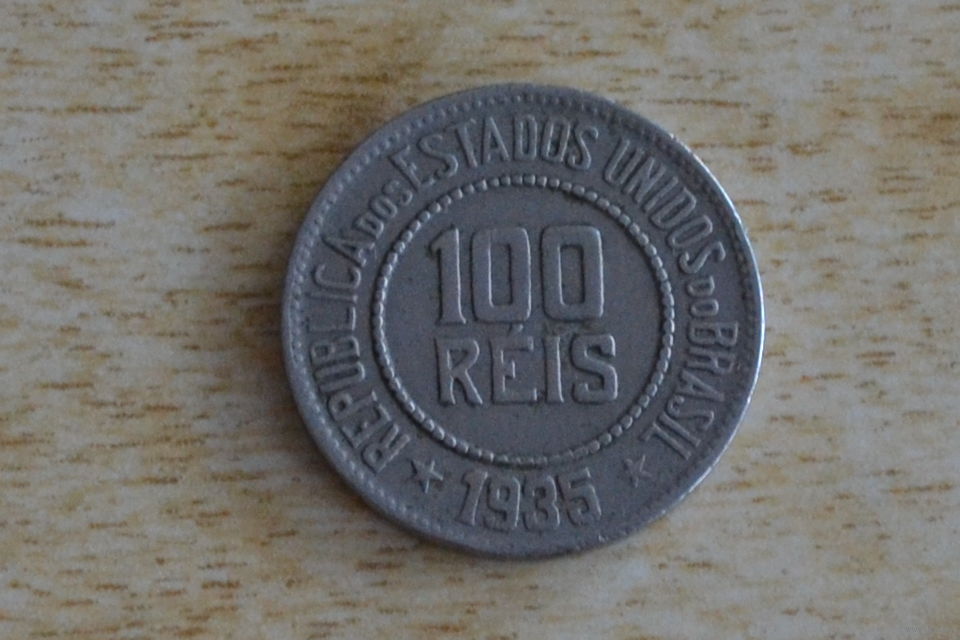 REPUBLICA DOS ESTADOS UNIDOS DO BRASIL
100
RÉIS
1935